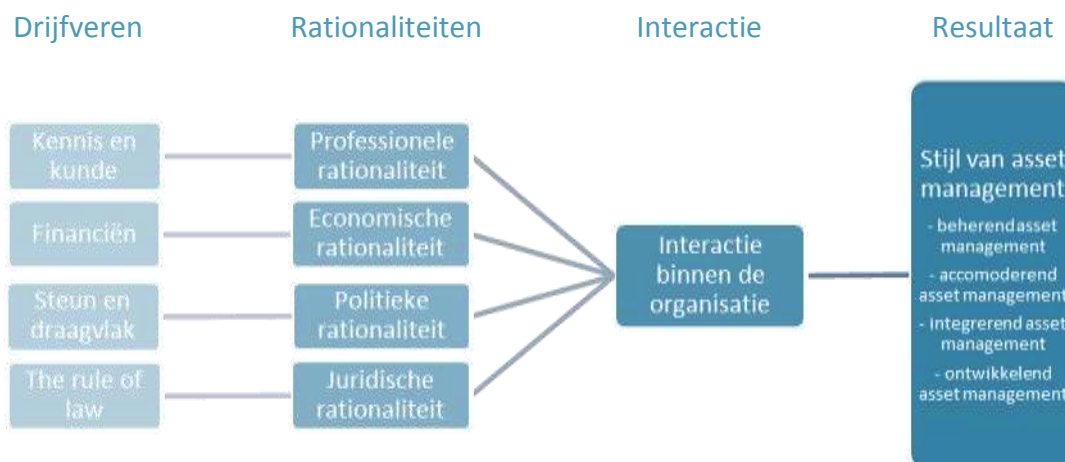 Drijfveren
Rationaliteiten
Interactie
Resultaat
Kennis en
kunde
Professionele
rationaliteit
Financiën
Economische
rationaliteit
Steun en
draagvlak
Politieke
rationaliteit
The rule of
law
Juridische
rationaliteit
Interactie
binnen de
organisatie
Stijl van asset
management
- beherend asset
management
- accomoderend
asset management
- Integrerend asset
management
- ontwikkelend
asset management